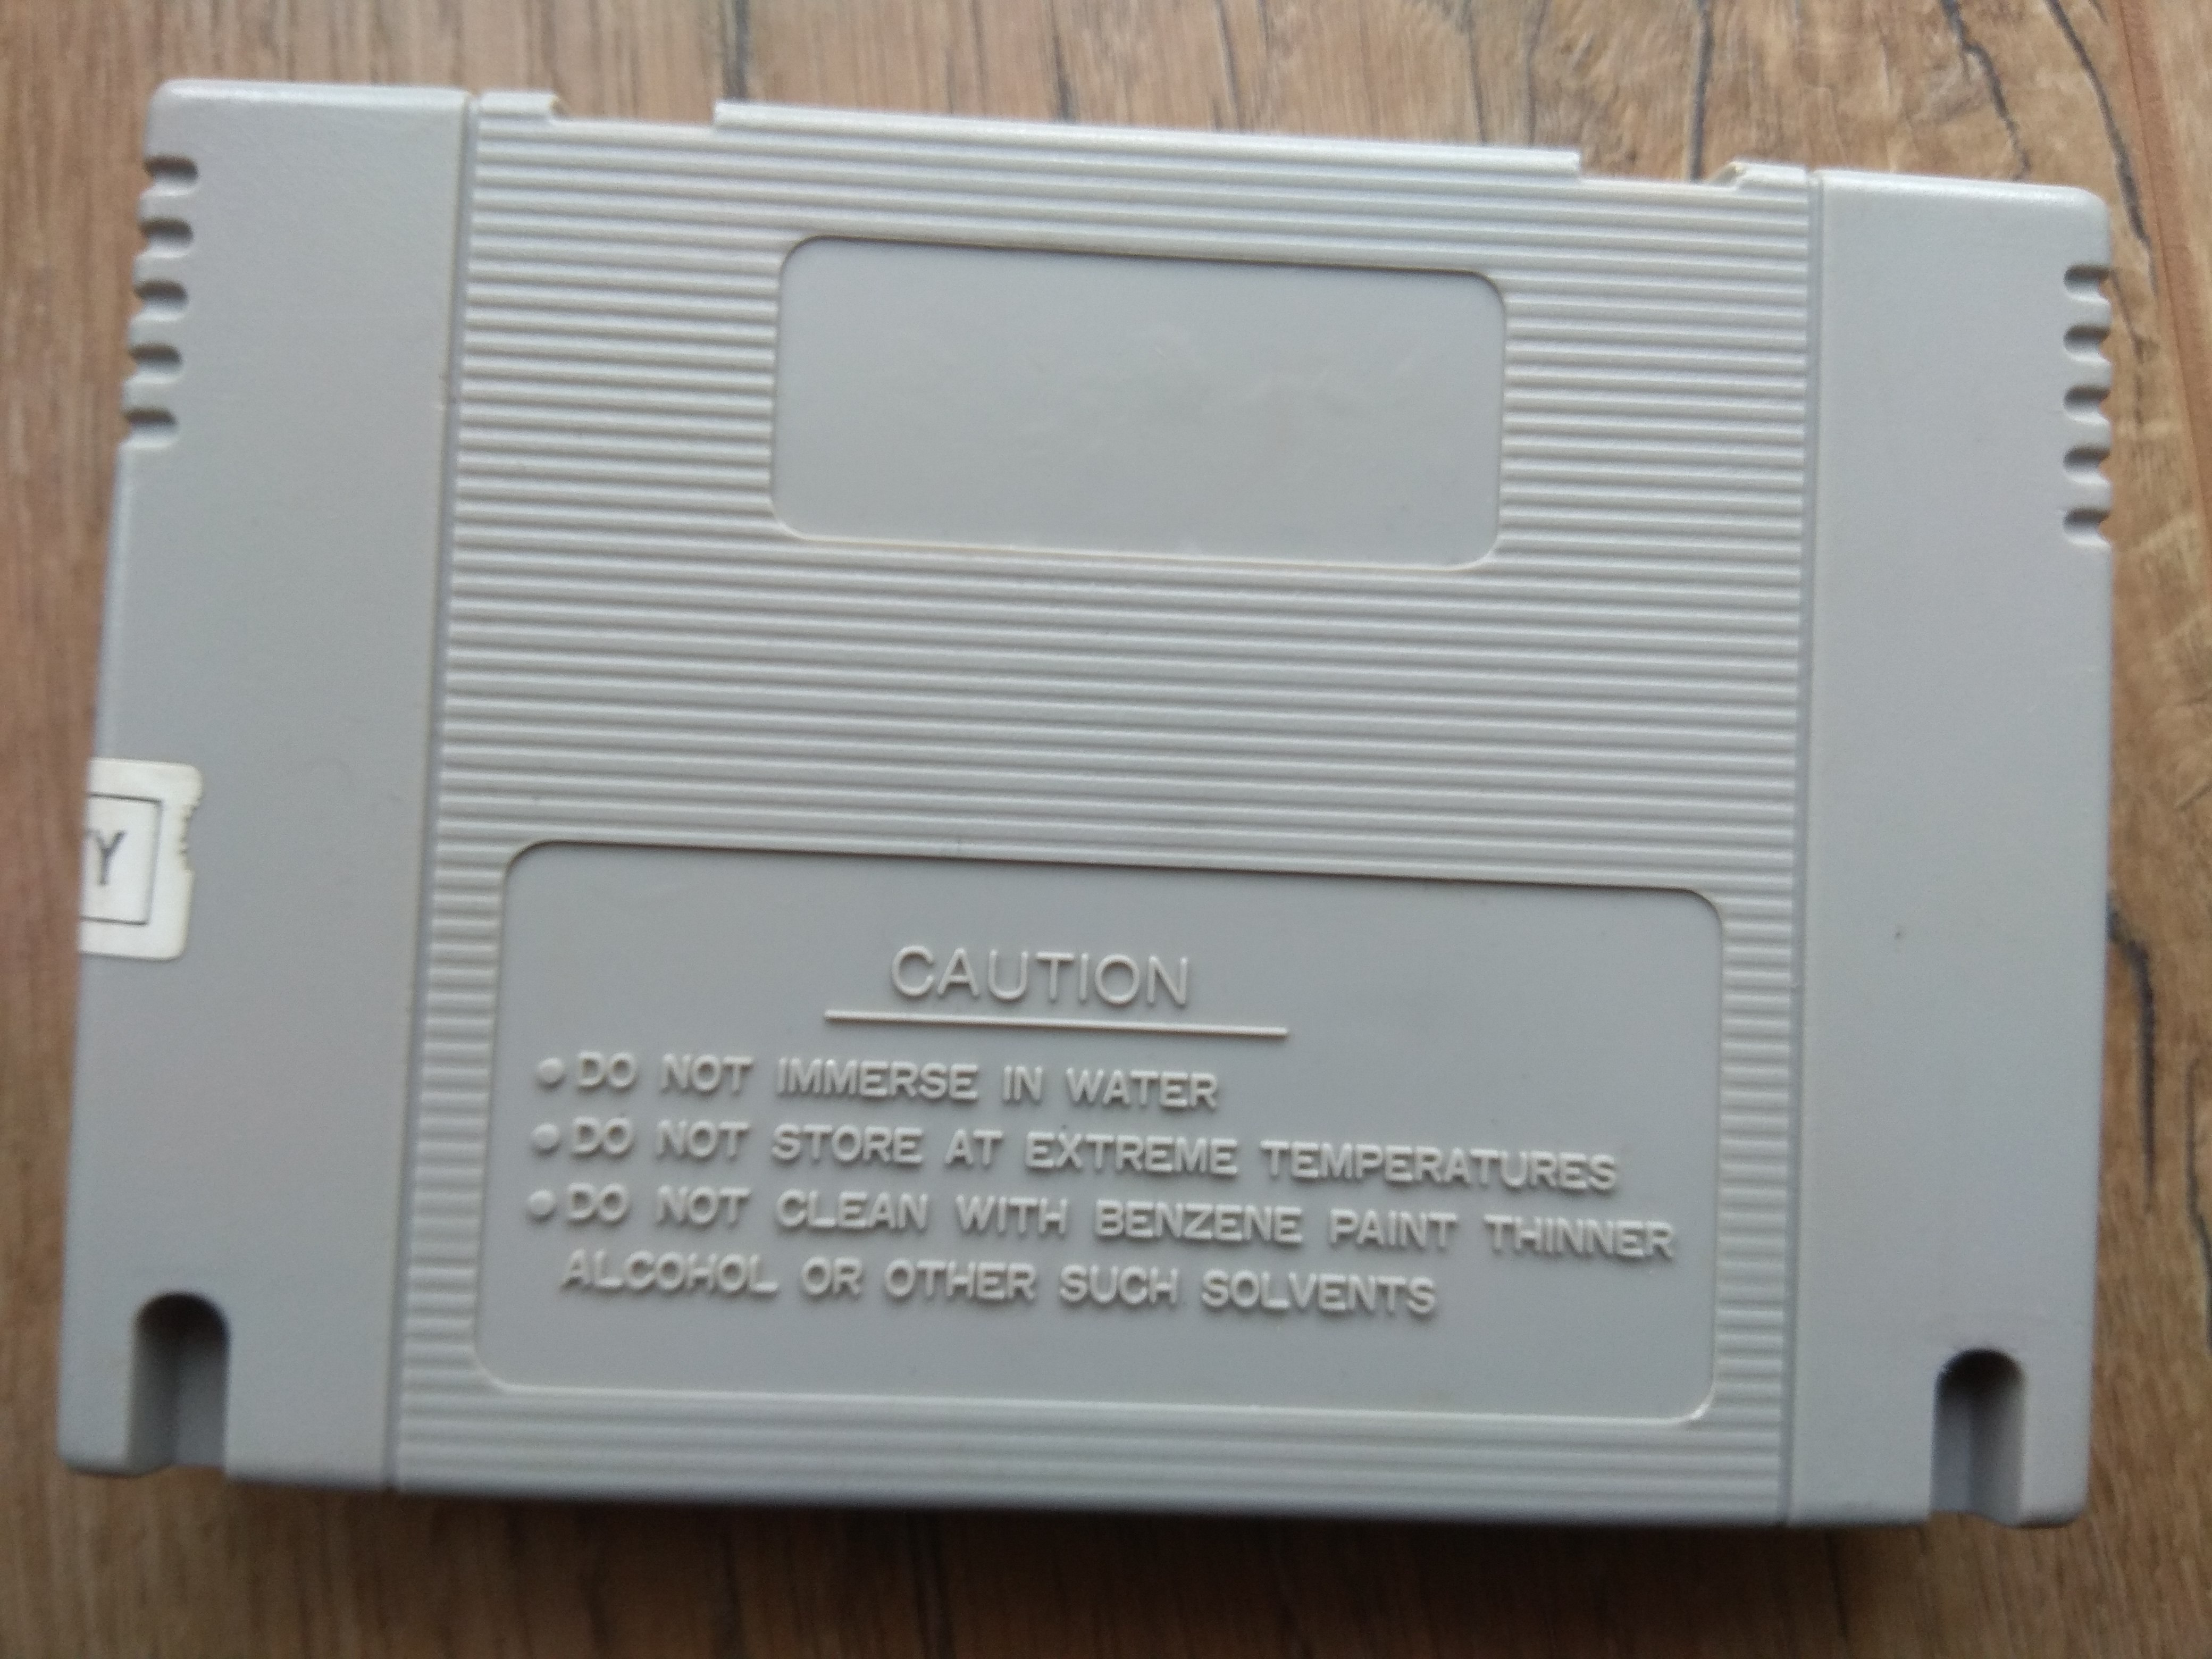 Y
CAUTION
●DO NOT IMMERSE IN WATER
●DO NOT STORE AT EXTREME TEMPERATURES
●DO NOT CLEAN WITH BENZENE PAINT THINNER
ALCOHOL OR OTHER SUCH SOLVENTS